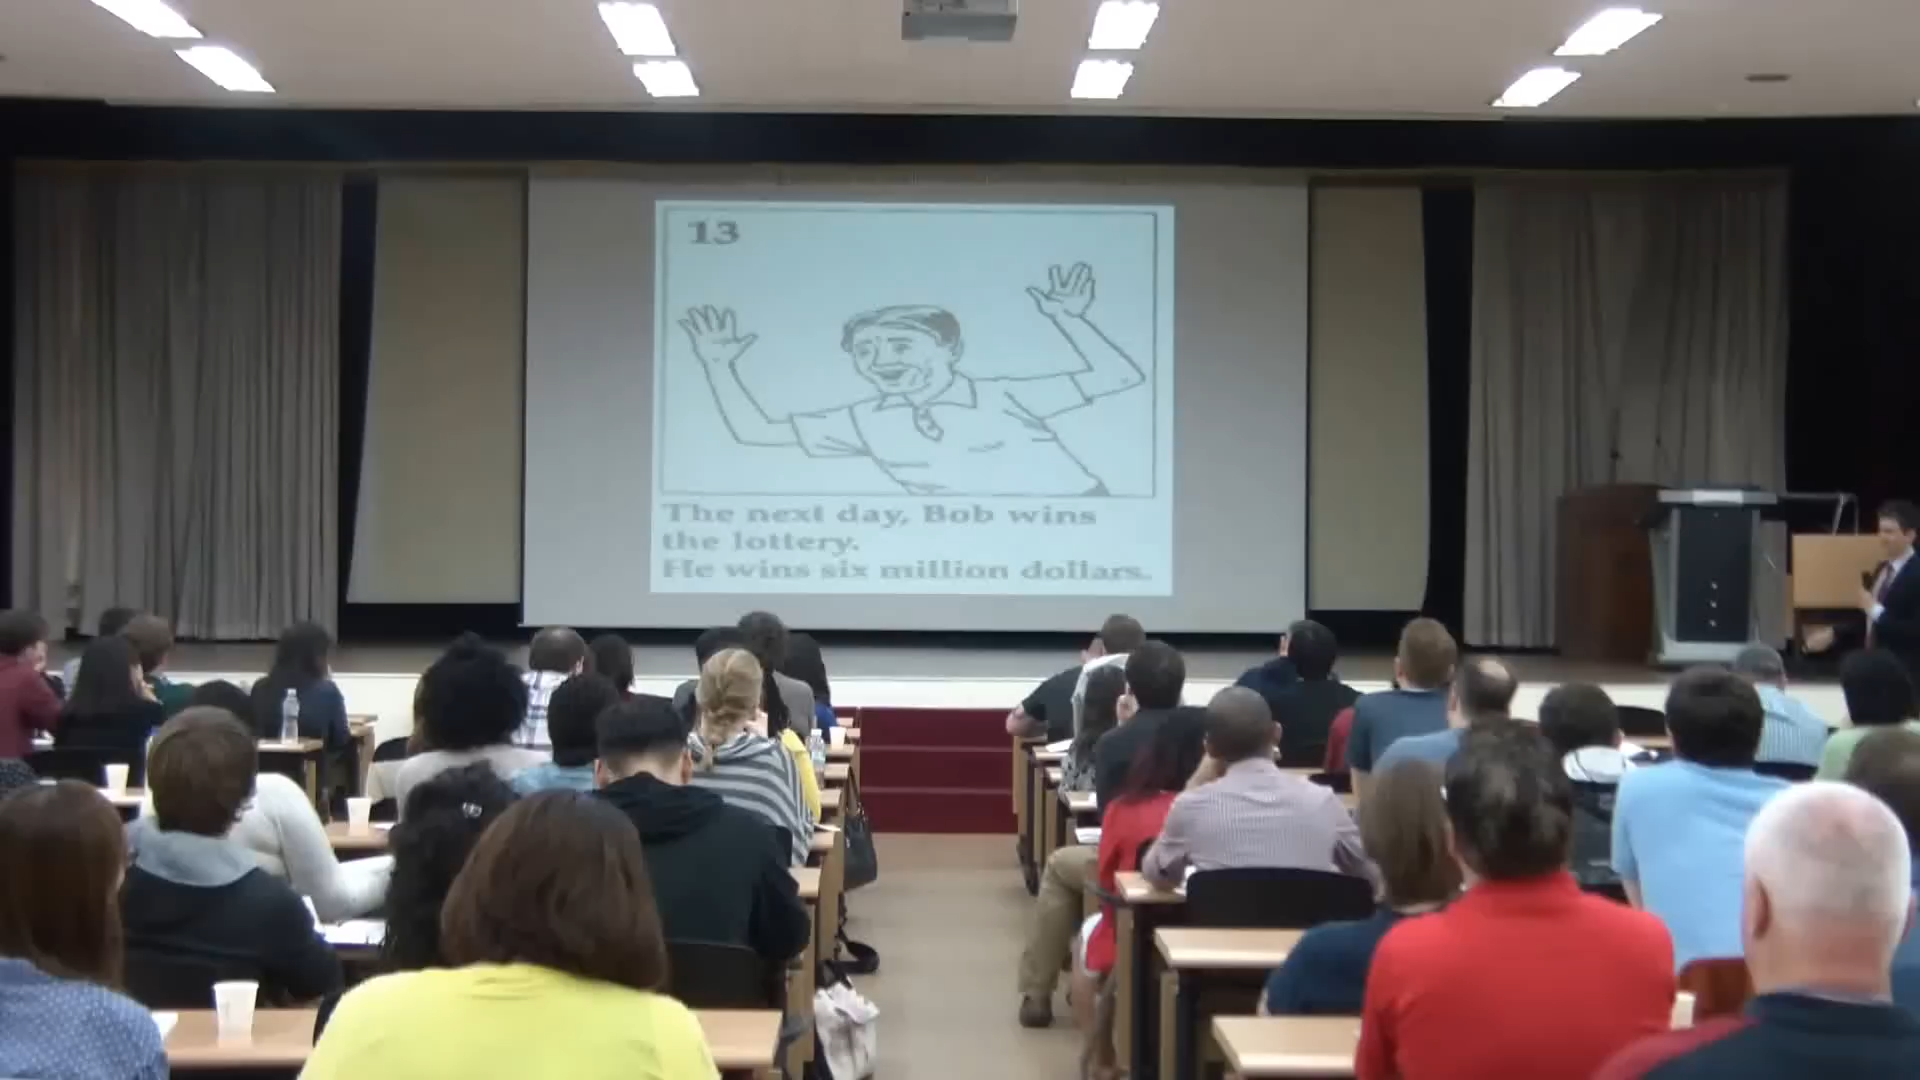 13
The next day, Bob wins
the lottery.
He wins six million dollars.